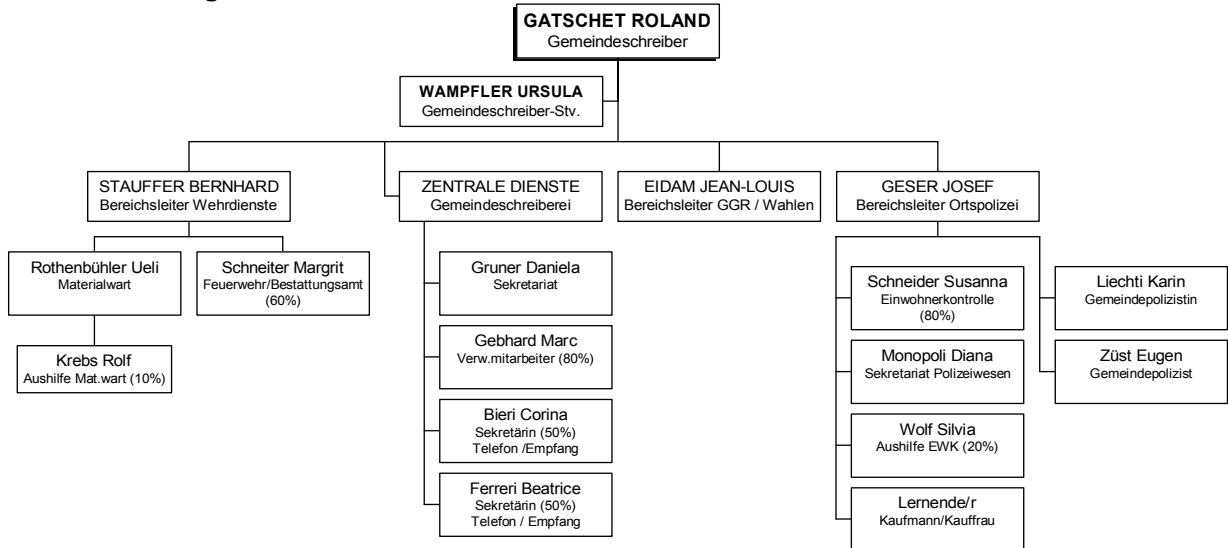 GATSCHET ROLAND
Gemeindeschreiber
WAMPFLER URSULA
Gemeindeschreiber-Stv.
STAUFFER BERNHARD
Bereichsleiter Wehrdienste
ZENTRALE DIENSTE
Gemeindeschreiberei
EIDAM JEAN-LOUIS
Bereichsleiter GGR / Wahlen
GESER JOSEF
Bereichsleiter Ortspolizei
Rothenbühler Ueli
Materialwart
Schneiter Margrit
Feuerwehr/Bestattungsamt
(60%)
Krebs Rolf
Aushilfe Mat.wart (10%)
Gruner Daniela
Sekretariat
Gebhard Marc
Verw.mitarbeiter (80%)
Bieri Corina
Sekretärin (50%)
Telefon /Empfang
Ferreri Beatrice
Sekretärin (50%)
Telefon / Empfang
Schneider Susanna
Einwohnerkontrolle
(80%)
Monopoli Diana
Sekretariat Polizeiwesen
Wolf Silvia
Aushilfe EWK (20%)
Lernende/r
Kaufmann/Kauffrau
Liechti Karin
Gemeindepolizistin
Züst Eugen
Gemeindepolizist